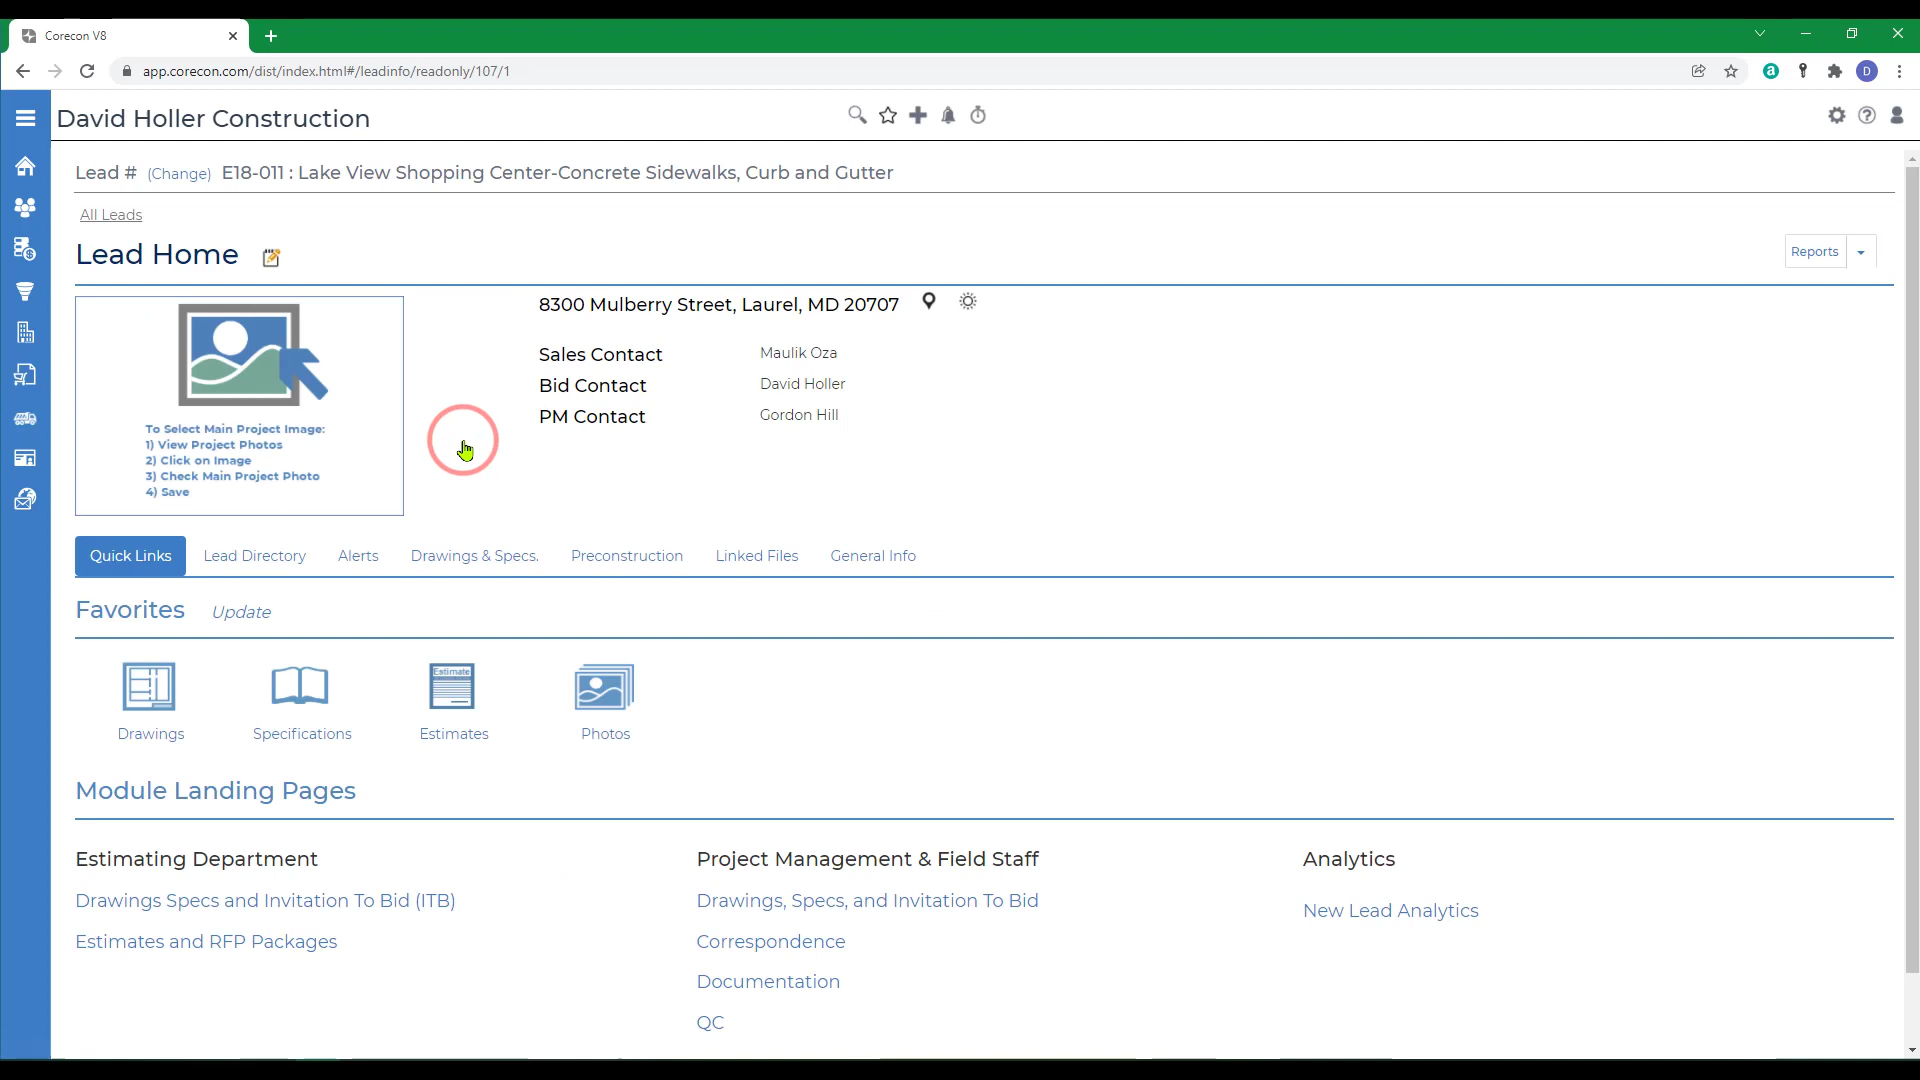 Corecon V8
app.corecon.com/dist/index.html#/leadinfo/readonly/107/1
D
David Holler Construction
Lead # (Change) E18-011 : Lake View Shopping Center-Concrete Sidewalks, Curb and Gutter
All Leads
Lead Home
Reports
8300 Mulberry Street, Laurel, MD 20707
Sales Contact Maulik Oza
Bid Contact David Holler
PM Contact Gordon Hill
To Select Main Project Image:
1) View Project Photos
2) Click on Image
3) Check Main Project Photo
4) Save
Quick Links Lead Directory Alerts Drawings & Specs. Preconstruction Linked Files General Info
Favorites Update
Estimate
Drawings Specifications Estimates Photos
Module Landing Pages
Estimating Department
Drawings Specs and Invitation To Bid (ITB)
Estimates and RFP Packages
Project Management & Field Staff
Drawings, Specs, and Invitation To Bid
Correspondence
Documentation
QC
Analytics
New Lead Analytics